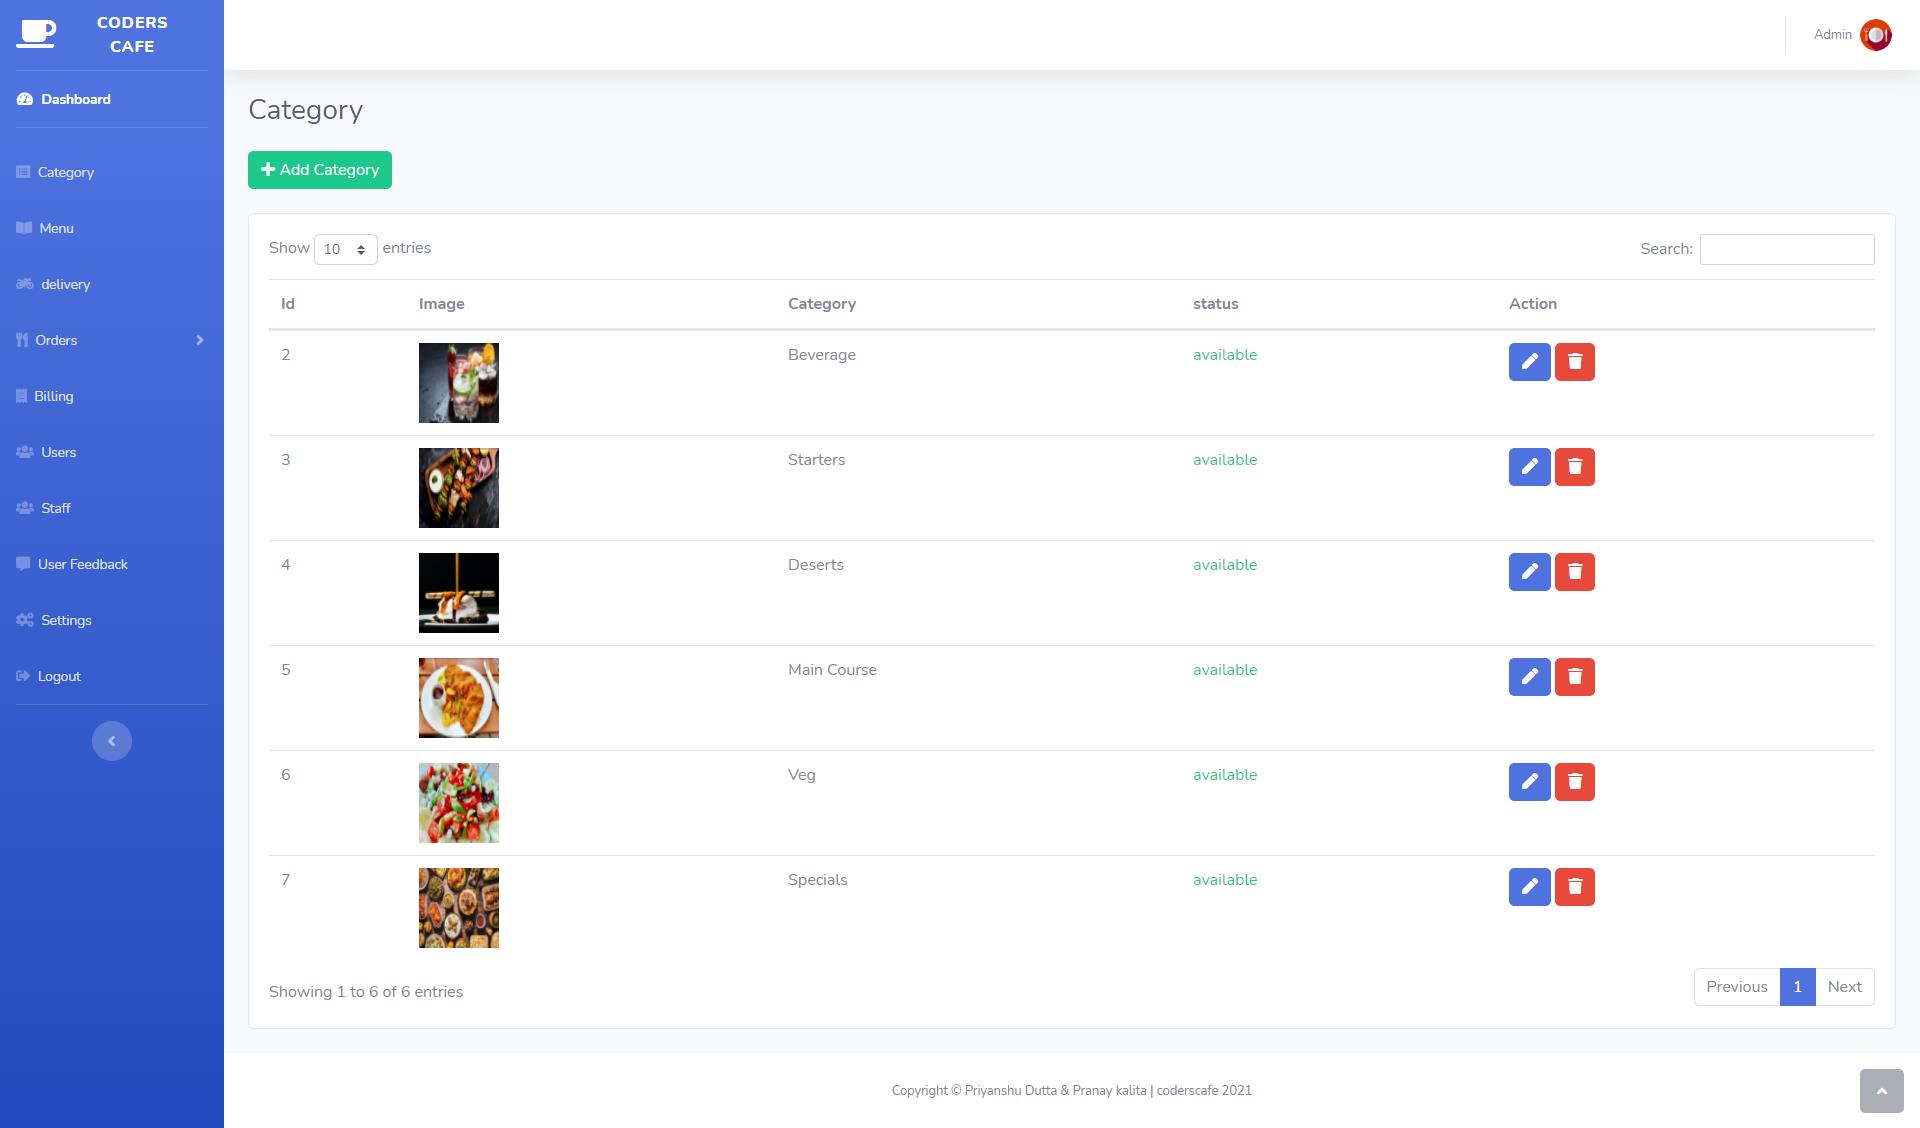 CODERS
CAFE
Admin
Dashboard
Category
Menu
delivery
Orders
Billing
Users
Staff
User Feedback
Settings
Logout
Category
Add Category
Show 10 entries
Search:
Id Image Category status Action
2 Beverage available
3 Starters available
4 Deserts available
5 Main Course available
6 Veg available
7 Specials available
Showing 1 to 6 of 6 entries
Previous 1 Next
Copyright © Priyanshu Dutta & Pranay kalita | coderscafe 2021